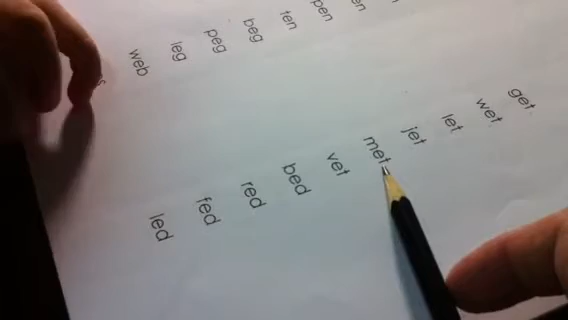 pen
ten
beg
peg
leg
web
get
wet
let
jet
met
vet
bed
red
fed
led